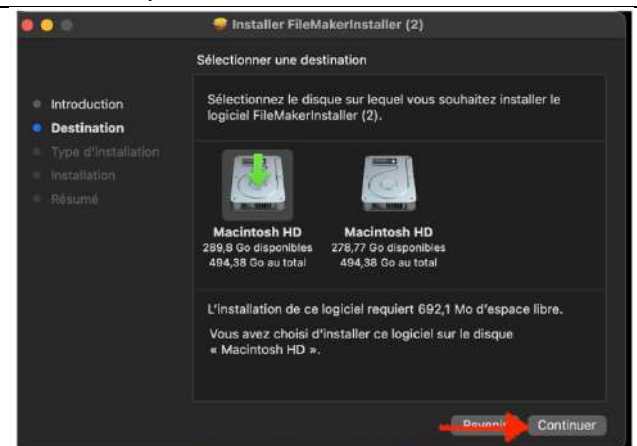 Installer FileMakerInstaller (2)
Sélectionner une destination
Introduction
Destination
Type d'installation
Installation
Résumé
Sélectionnez le disque sur lequel vous souhaitez installer le
logiciel FileMakerInstaller (2).
Macintosh HD
289,8 Go disponibles
494,38 Go au total
Macintosh HD
278,77 Go disponibles
494,38 Go au total
L'installation de ce logiciel requiert 692,1 Mo d'espace libre.
Vous avez choisi d'installer ce logiciel sur le disque
« Macintosh HD ».
Revenir
Continuer